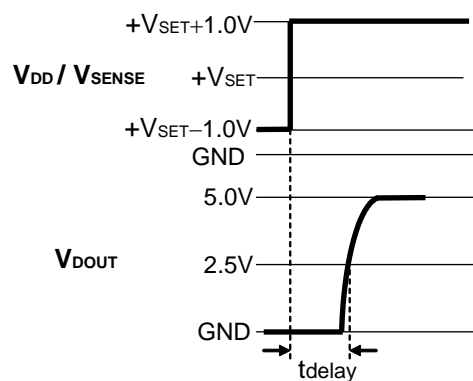 +VSET+1.0V
VDD / VSENSE
+VSET
+VSET−1.0V
GND
5.0V
VDOUT
2.5V
GND
tdelay